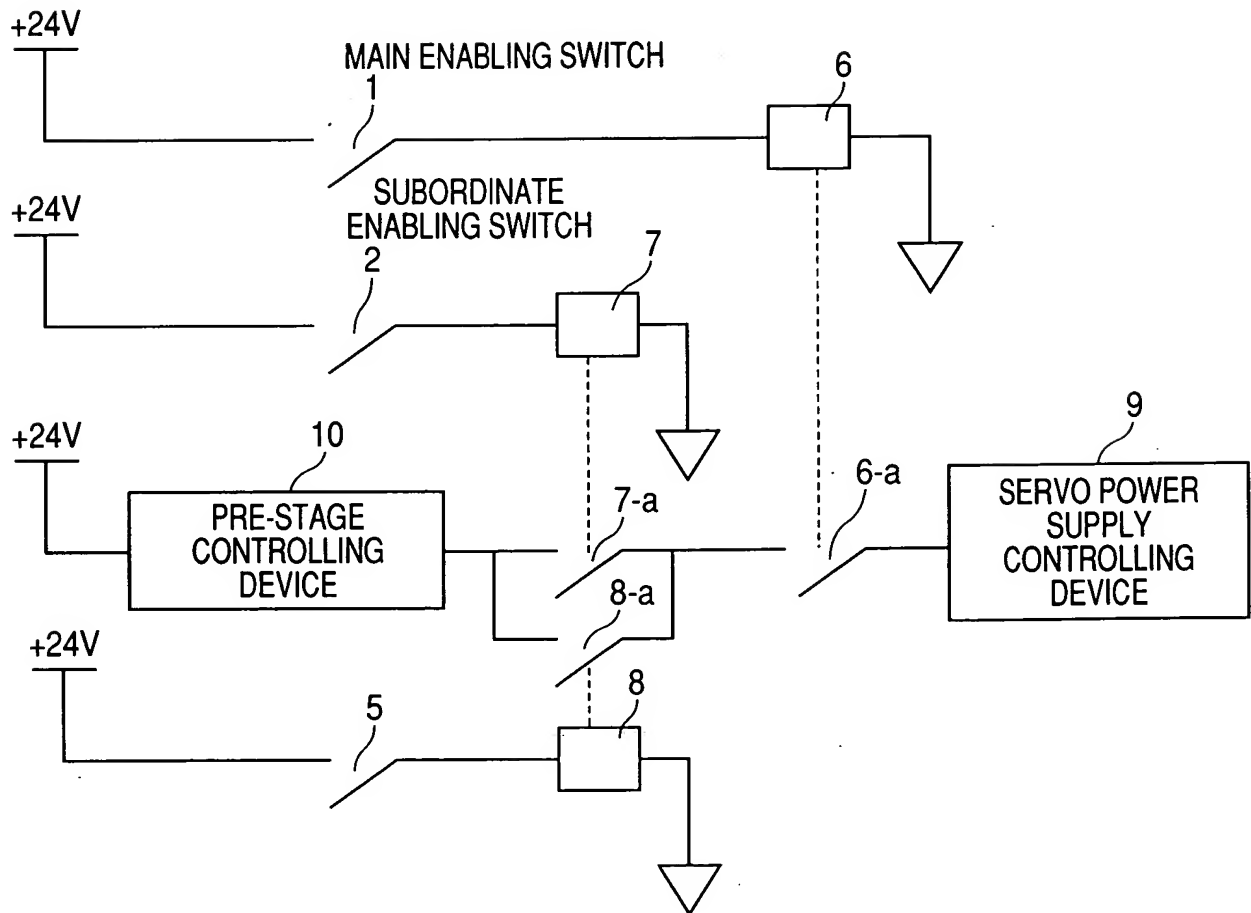 +24V
MAIN ENABLING SWITCH
1
6
+24V
SUBORDINATE
ENABLING SWITCH
2
7
+24V
10
PRE-STAGE
CONTROLLING
DEVICE
7-a
8-a
6-a
9
SERVO POWER
SUPPLY
CONTROLLING
DEVICE
+24V
5
8